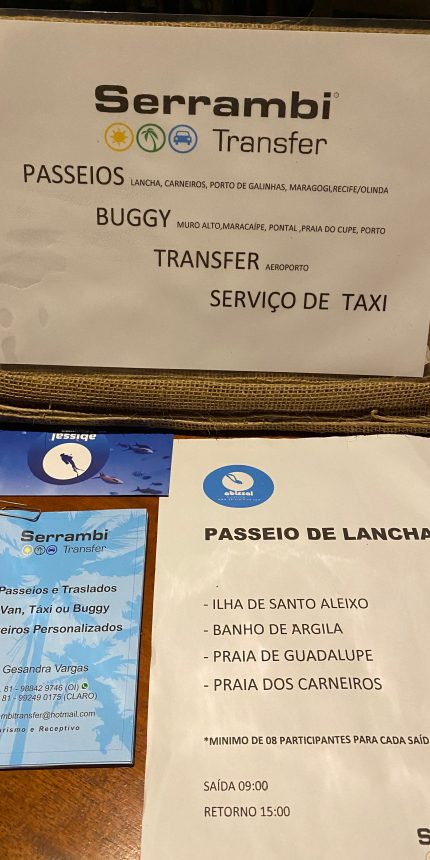 Serrambi
Transfer
PASSEIOS LANCHA, CARNEIROS, PORTO DE GALINHAS, MARAGOGI,RECIFE/OLINDA
BUGGY MURO ALTO,MARACAÍPE, PONTAL ,PRAIA DO CUPE, PORTO
TRANSFER AEROPORTO
SERVIÇO DE TAXI
abissal
Serrambi
Transfer
Passeios e Traslados
Van, Táxi ou Buggy
eiros Personalizados
Gesandra Vargas
81 - 98842 9746 (OI)
81 - 99249 0175 (CLARO)
mbitransfer@hotmail.com
urismo e Receptivo
abissal
PASSEIO DE LANCHA
- ILHA DE SANTO ALEIXO
- BANHO DE ARGILA
- PRAIA DE GUADALUPE
- PRAIA DOS CARNEIROS
*MINIMO DE 08 PARTICIPANTES PARA CADA SAÍD
SAÍDA 09:00
RETORNO 15:00
S